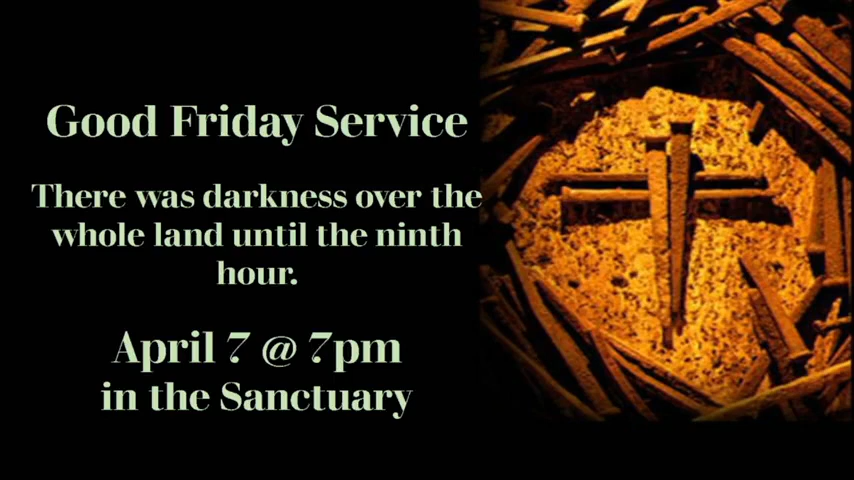 Good Friday Service
There was darkness over the
whole land until the ninth
hour.
April 7 @ 7pm
in the Sanctuary